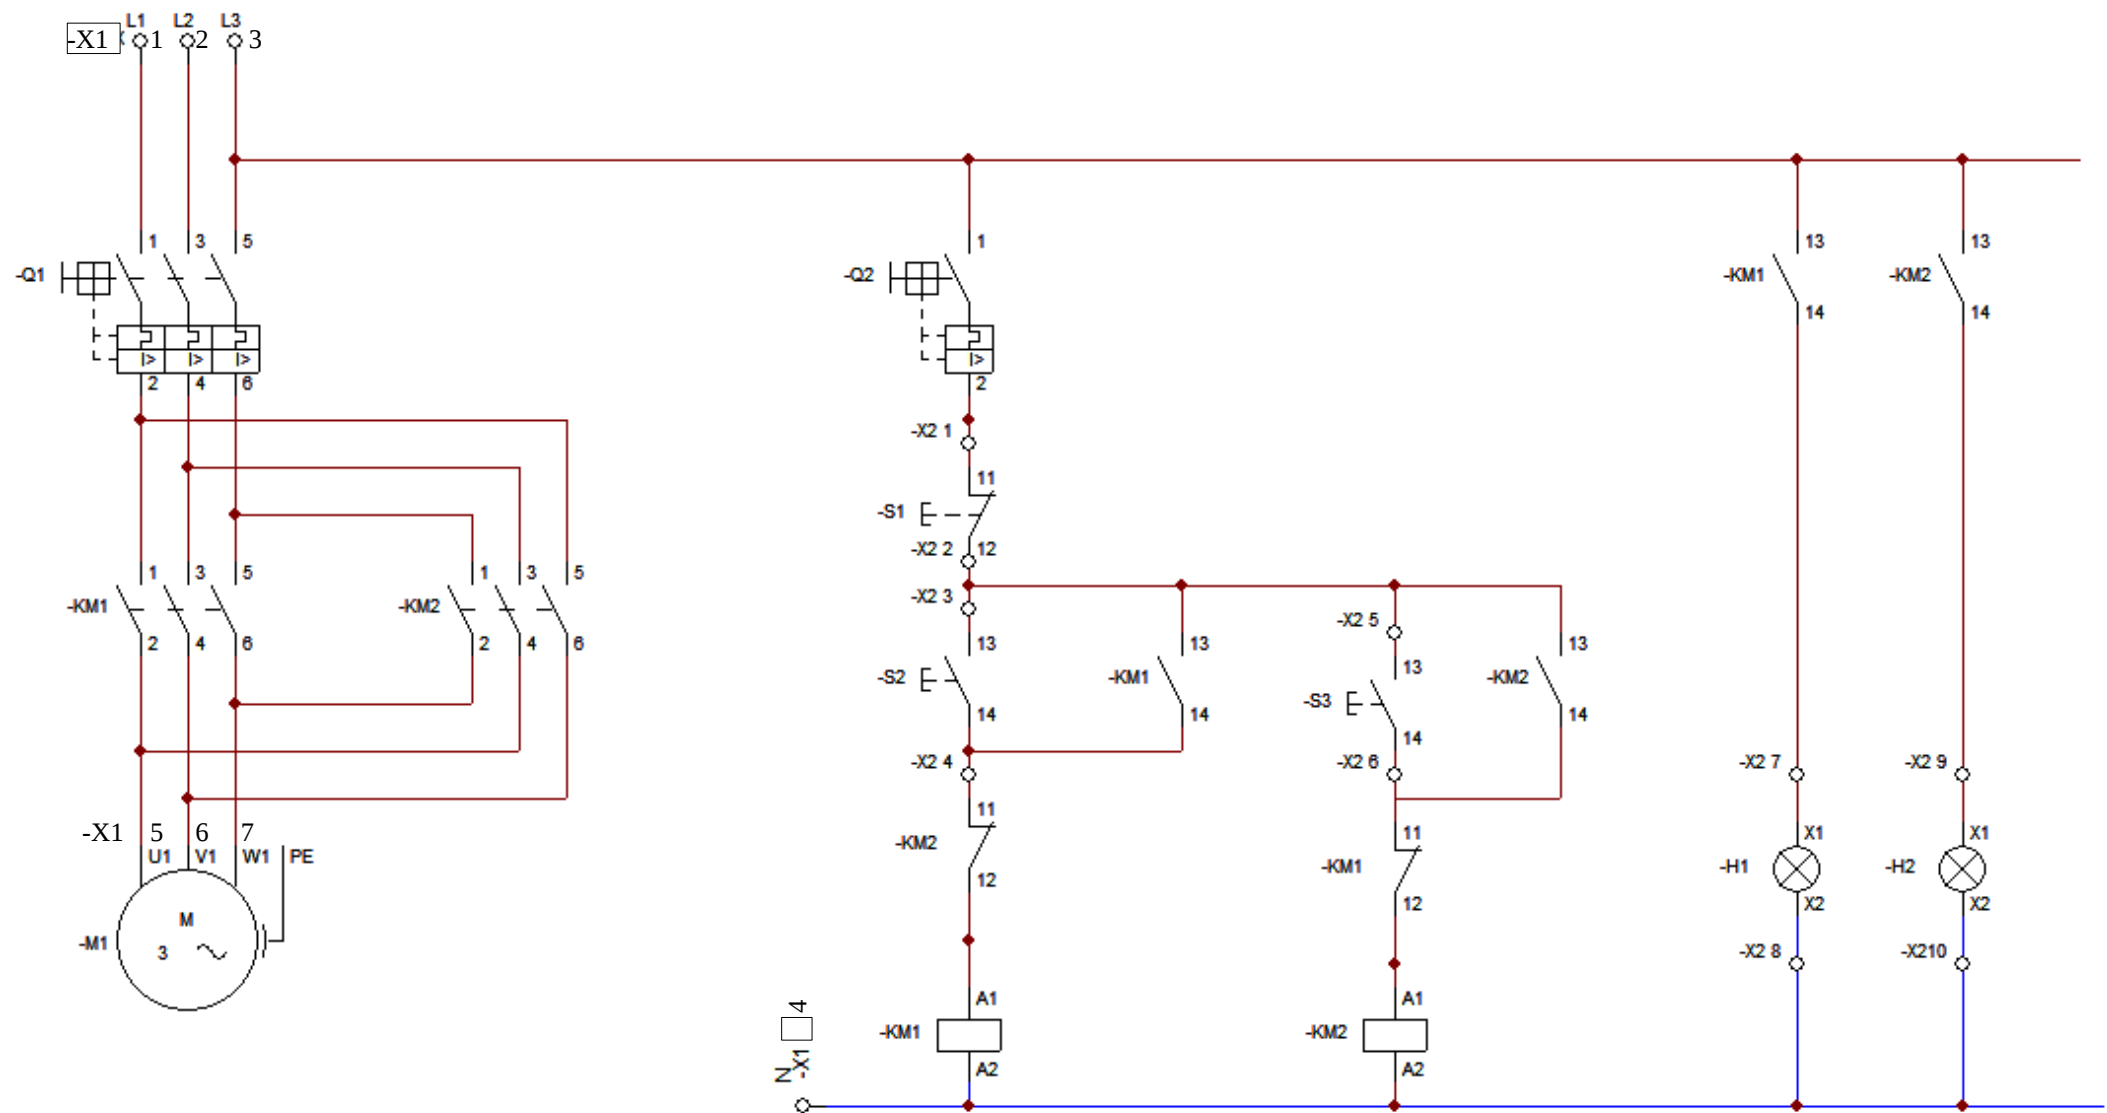 L1 L2 L3
-X1 1 2 3
1 3 5 1 13 13
-Q1 -Q2 -KM1 -KM2
14 14
I> I> I> I>
2 4 6 2
-X2 1
11
-S1
-X2 2 12
1 3 5 1 3 5
-KM1 -KM2 -X2 3
-X2 5
2 4 6 2 4 6 13 13 13
13
-S2 -KM1 -KM2
-S3
14 14 14
14
-X2 4 -X2 6 -X2 7 -X2 9
11
-X1 5 6 7 11 X1 X1
-KM2
U1 V1 W1 PE
-KM1 -H1 -H2
12
12 X2 X2
M
-M1 3
-X2 8 -X210
A1 A1
4
-KM1 -KM2
N -X1
A2 A2